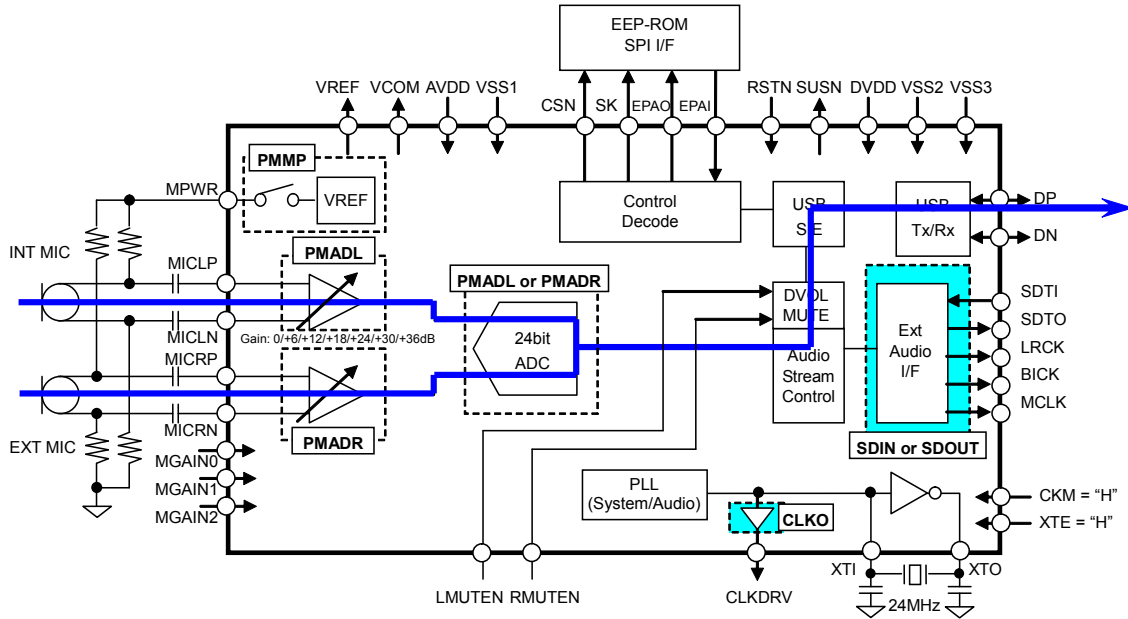 EEP-ROM
SPI I/F
VREF
VCOM
AVDD
VSS1
CSN
SK
EPAO
EPAI
RSTN
SUSN
DVDD
VSS2
VSS3
PMMP
MPWR
VREF
Control
Decode
USB
SIE
USB
Tx/Rx
DP
DN
INT MIC
MICLP
PMADL
PMADL or PMADR
MICLN
Gain: 0/+6/+12/+18/+24/+30/+36dB
MICRP
24bit
ADC
DVOL
MUTE
Audio
Stream
Control
Ext
Audio
I/F
SDTI
SDTO
LRCK
BICK
MCLK
MICRN
EXT MIC
PMADR
SDIN or SDOUT
MGAIN0
MGAIN1
MGAIN2
PLL
(System/Audio)
CLKO
CKM = “H”
XTE = “H”
XTI
XTO
24MHz
LMUTEN
RMUTEN
CLKDRV